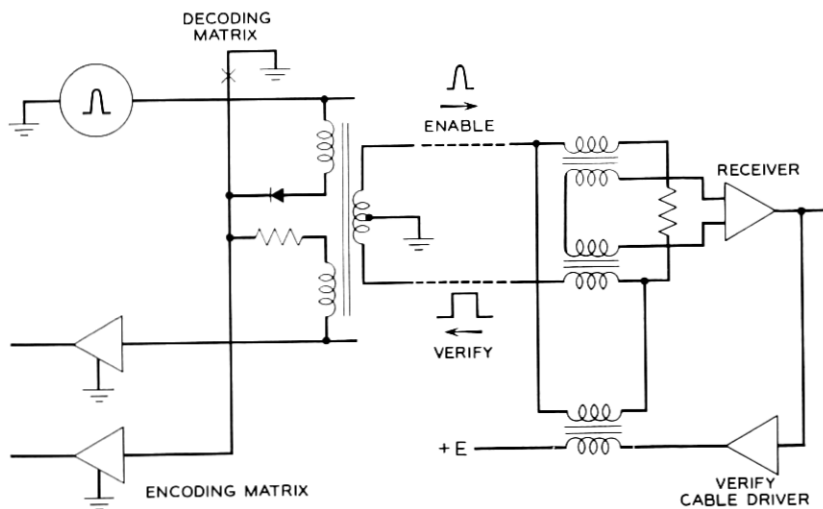 DECODING
MATRIX
ENABLE
RECEIVER
VERIFY
+E
ENCODING MATRIX
VERIFY
CABLE DRIVER